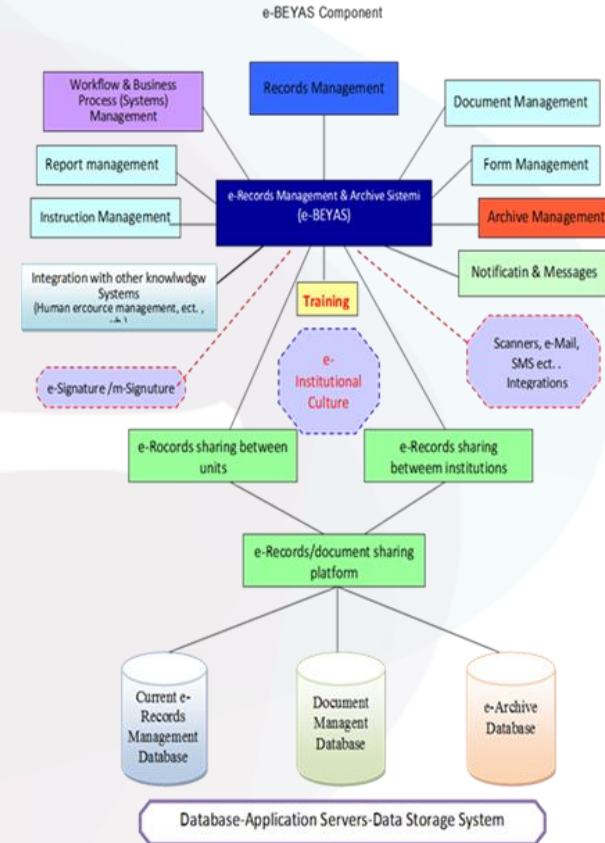 e-BEYAS Component
Workflow & Business
Process (Systems)
Management
Records Management
Document Management
Report management
Form Management
e-Records Management & Archive Sistemi
(e-BEYAS)
Instruction Management
Archive Management
Integration with other knowlwdgw
Systems
(Human ercource management, ect. ,
Notificatin & Messages
Training
Scanners, e-Mail,
SMS ect. .
Integrations
e-
Institutional
Culture
e-Signature /m-Signuture
e-Rocords sharing between
units
e-Records sharing
betweem institutions
e-Records/document sharing
platform
Current e-
Records
Management
Database
Document
Managent
Database
e-Archive
Database
Database-Application Servers-Data Storage System